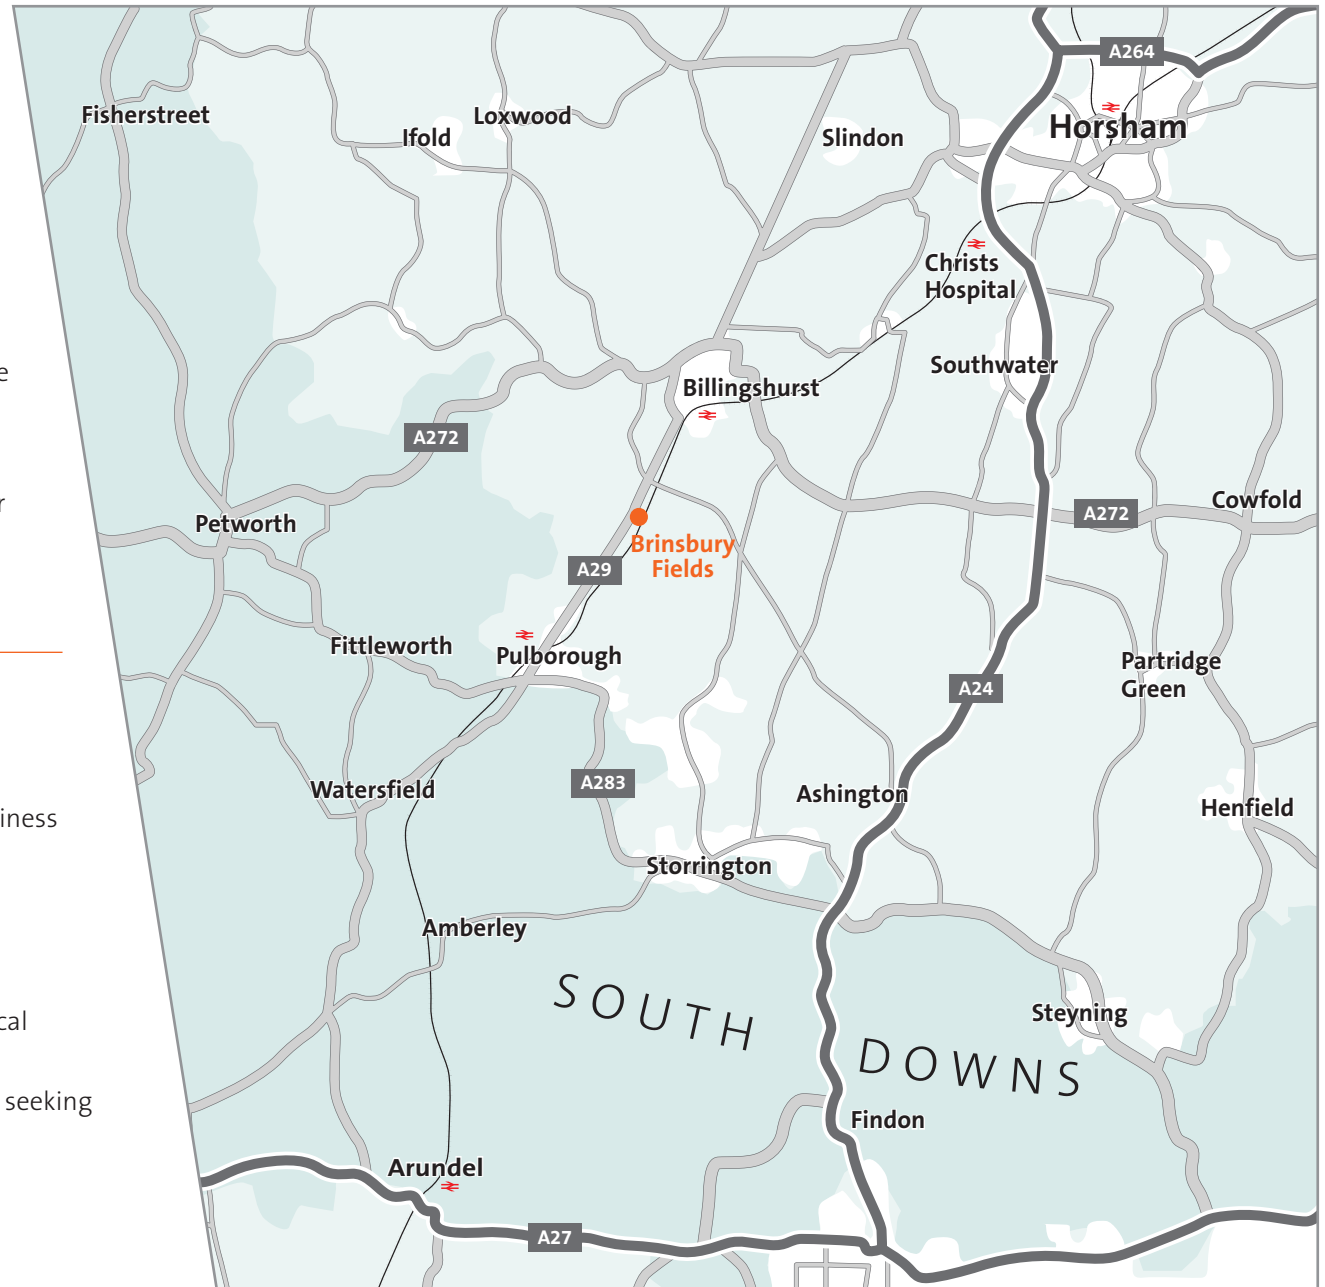 A264
Fisherstreet
Loxwood
Ifold
Slindon
Horsham
Christs
Hospital
e
Southwater
Billingshurst
A272
r
Petworth
A272
Cowfold
Brinsbury
Fields
A29
Fittleworth
Pulborough
Partridge
Green
A24
A283
Watersfield
Ashington
Henfield
iness
Storrington
Amberley
SOUTH
DOWNS
Steyning
cal
seeking
Findon
Arundel
A27